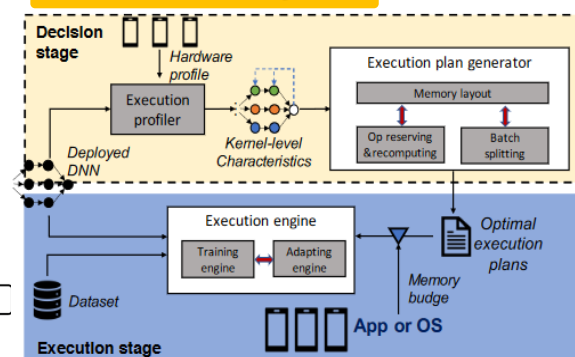 Decision
stage
Hardware
profile
Execution plan generator
Memory layout
Execution
profiler
Op reserving
&recomputing
Batch
splitting
Kernel-level
Characteristics
Deployed
DNN
Execution engine
Training
engine
Adapting
engine
Optimal
execution
plans
Memory
budge
Dataset
App or OS
Execution stage